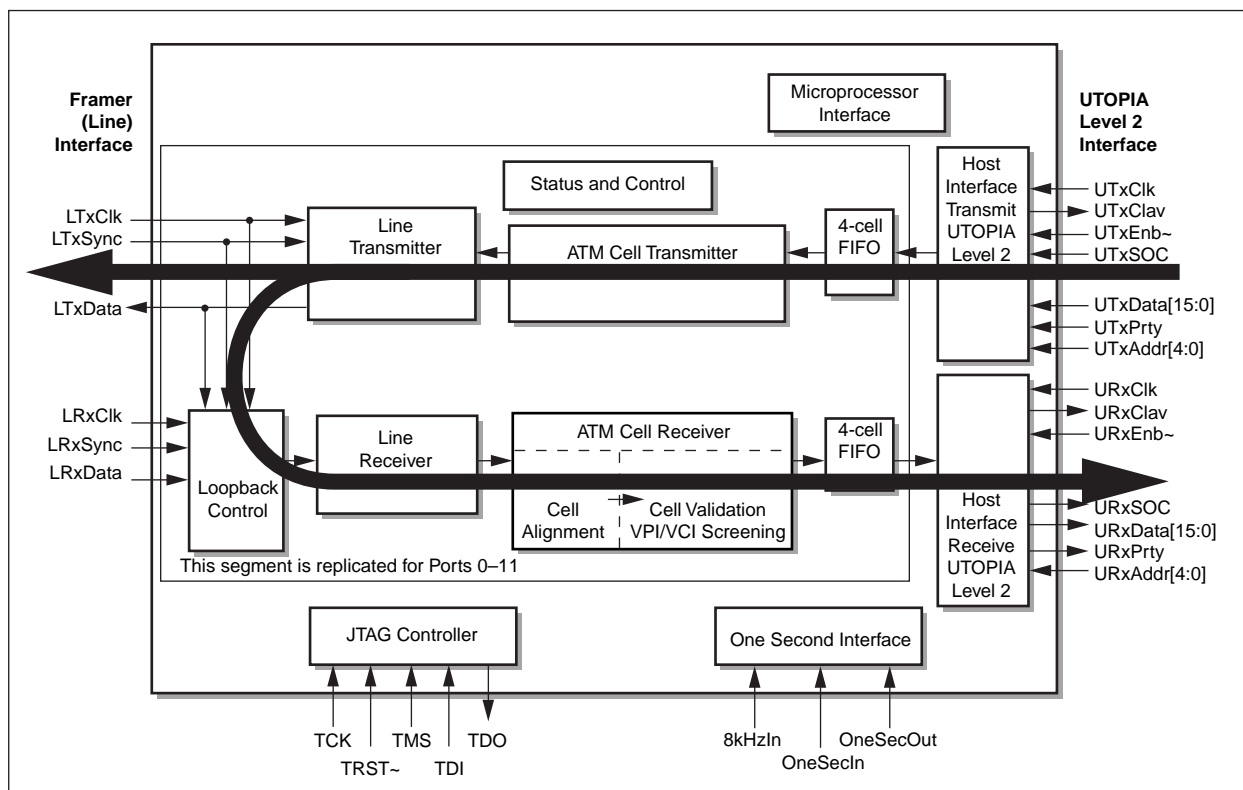 Microprocessor
Interface
Framer
(Line)
Interface
UTOPIA
Level 2
Interface
Status and Control
LTxClk
LTxSync
LTxData
Line
Transmitter
ATM Cell Transmitter
4-cell
FIFO
Host
Interface
Transmit
UTOPIA
Level 2
UTxClk
UTxClav
UTxEnb~
UTxSOC
UTxData[15:0]
UTxPrty
UTxAddr[4:0]
LRxClk
LRxSync
LRxData
Loopback
Control
Line
Receiver
ATM Cell Receiver
Cell
Alignment
Cell Validation
VPI/VCI Screening
4-cell
FIFO
Host
Interface
Receive
UTOPIA
Level 2
URxClk
URxClav
URxEnb~
URxSOC
URxData[15:0]
URxPrty
URxAddr[4:0]
This segment is replicated for Ports 0–11
JTAG Controller
TCK
TRST~
TMS
TDI
TDO
One Second Interface
8kHzIn
OneSecIn
OneSecOut